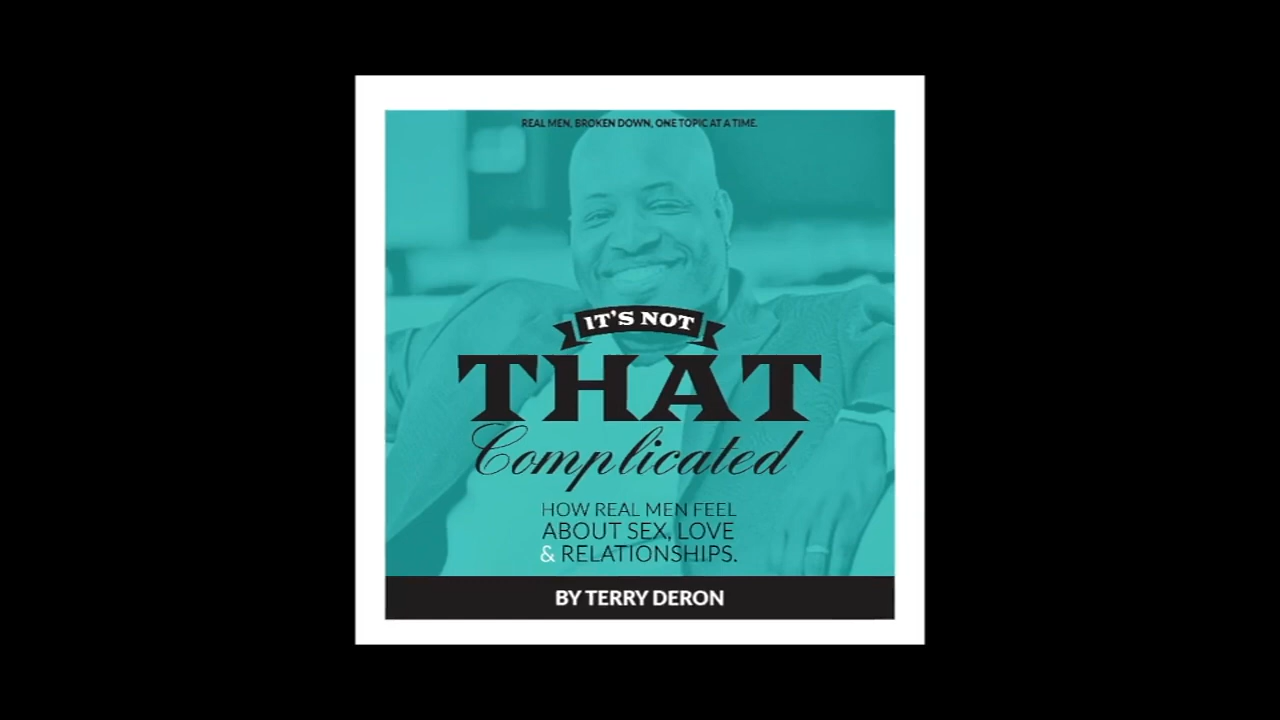 REAL MEN, BROKEN DOWN, ONE TOPIC AT A TIME.
IT'S NOT
THAT
Complicated
HOW REAL MEN FEEL
ABOUT SEX, LOVE
& RELATIONSHIPS.
BY TERRY DERON